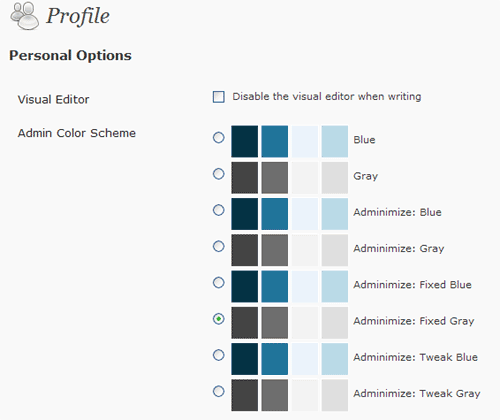 Profile
Personal Options
Visual Editor
Disable the visual editor when writing
Admin Color Scheme
Blue
Gray
Adminimize: Blue
Adminimize: Gray
Adminimize: Fixed Blue
Adminimize: Fixed Gray
Adminimize: Tweak Blue
Adminimize: Tweak Gray